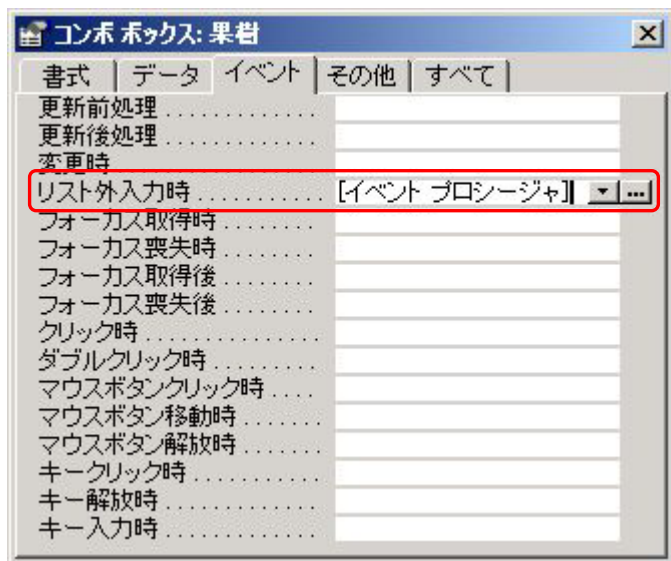 コンボ ボックス: 果樹
書式 データ イベント その他 すべて
更新前処理.............
更新後処理.............
変更時
リスト外入力時........... [イベント プロシージャ] ...
フォーカス取得時........
フォーカス喪失時........
フォーカス取得後........
フォーカス喪失後........
クリック時................
ダブルクリック時.........
マウスボタンクリック時....
マウスボタン移動時.......
マウスボタン解放時.......
キークリック時...........
キー解放時.............
キー入力時.............